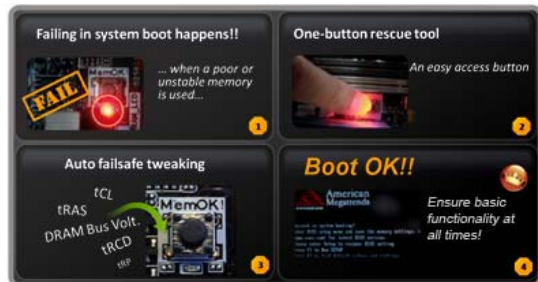 Failing in system boot happens!!
MemOK!
FAIL
... when a poor or
unstable memory
is used...
1
One-button rescue tool
An easy access button
2
Auto failsafe tweaking
tCL
tRAS
DRAM Bus Volt.
tRCD
tRP
MemOK!
3
Boot OK!!
American
Megatrends
Ensure basic
functionality at
all times!
4